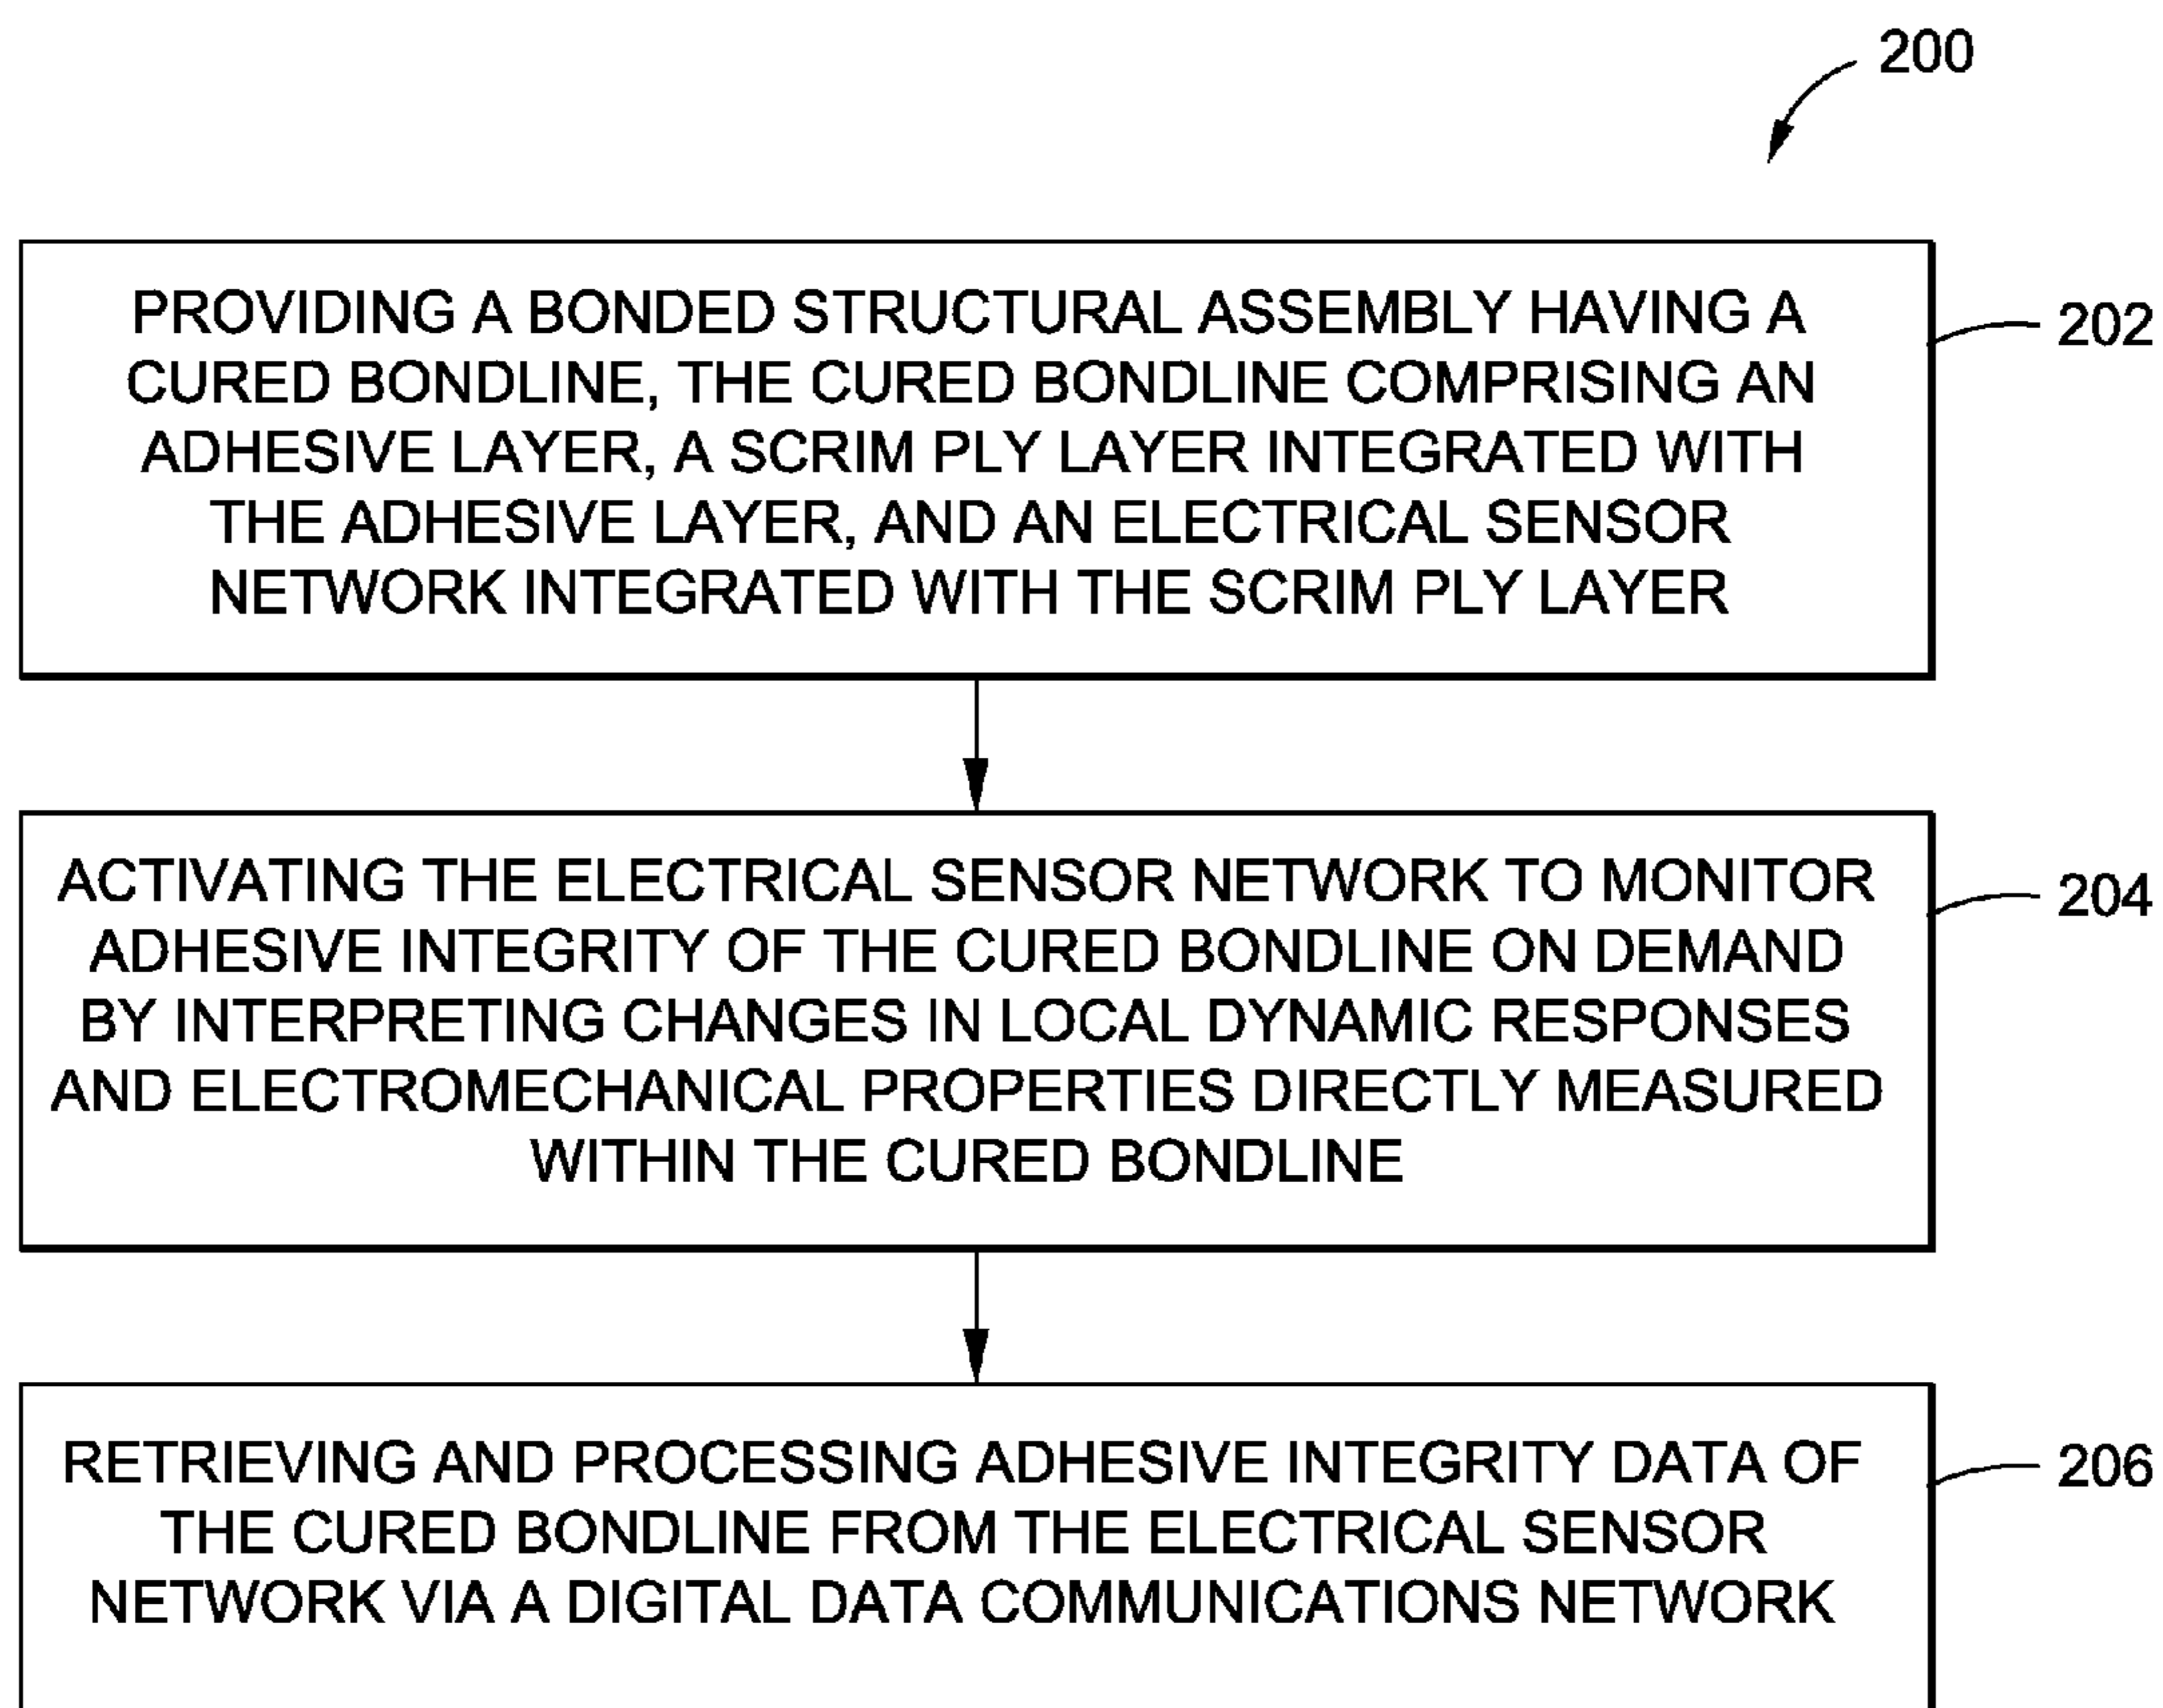 200
PROVIDING A BONDED STRUCTURAL ASSEMBLY HAVING A
CURED BONDLINE, THE CURED BONDLINE COMPRISING AN
ADHESIVE LAYER, A SCRIM PLY LAYER INTEGRATED WITH
THE ADHESIVE LAYER, AND AN ELECTRICAL SENSOR
NETWORK INTEGRATED WITH THE SCRIM PLY LAYER
202
ACTIVATING THE ELECTRICAL SENSOR NETWORK TO MONITOR
ADHESIVE INTEGRITY OF THE CURED BONDLINE ON DEMAND
BY INTERPRETING CHANGES IN LOCAL DYNAMIC RESPONSES
AND ELECTROMECHANICAL PROPERTIES DIRECTLY MEASURED
WITHIN THE CURED BONDLINE
204
RETRIEVING AND PROCESSING ADHESIVE INTEGRITY DATA OF
THE CURED BONDLINE FROM THE ELECTRICAL SENSOR
NETWORK VIA A DIGITAL DATA COMMUNICATIONS NETWORK
206